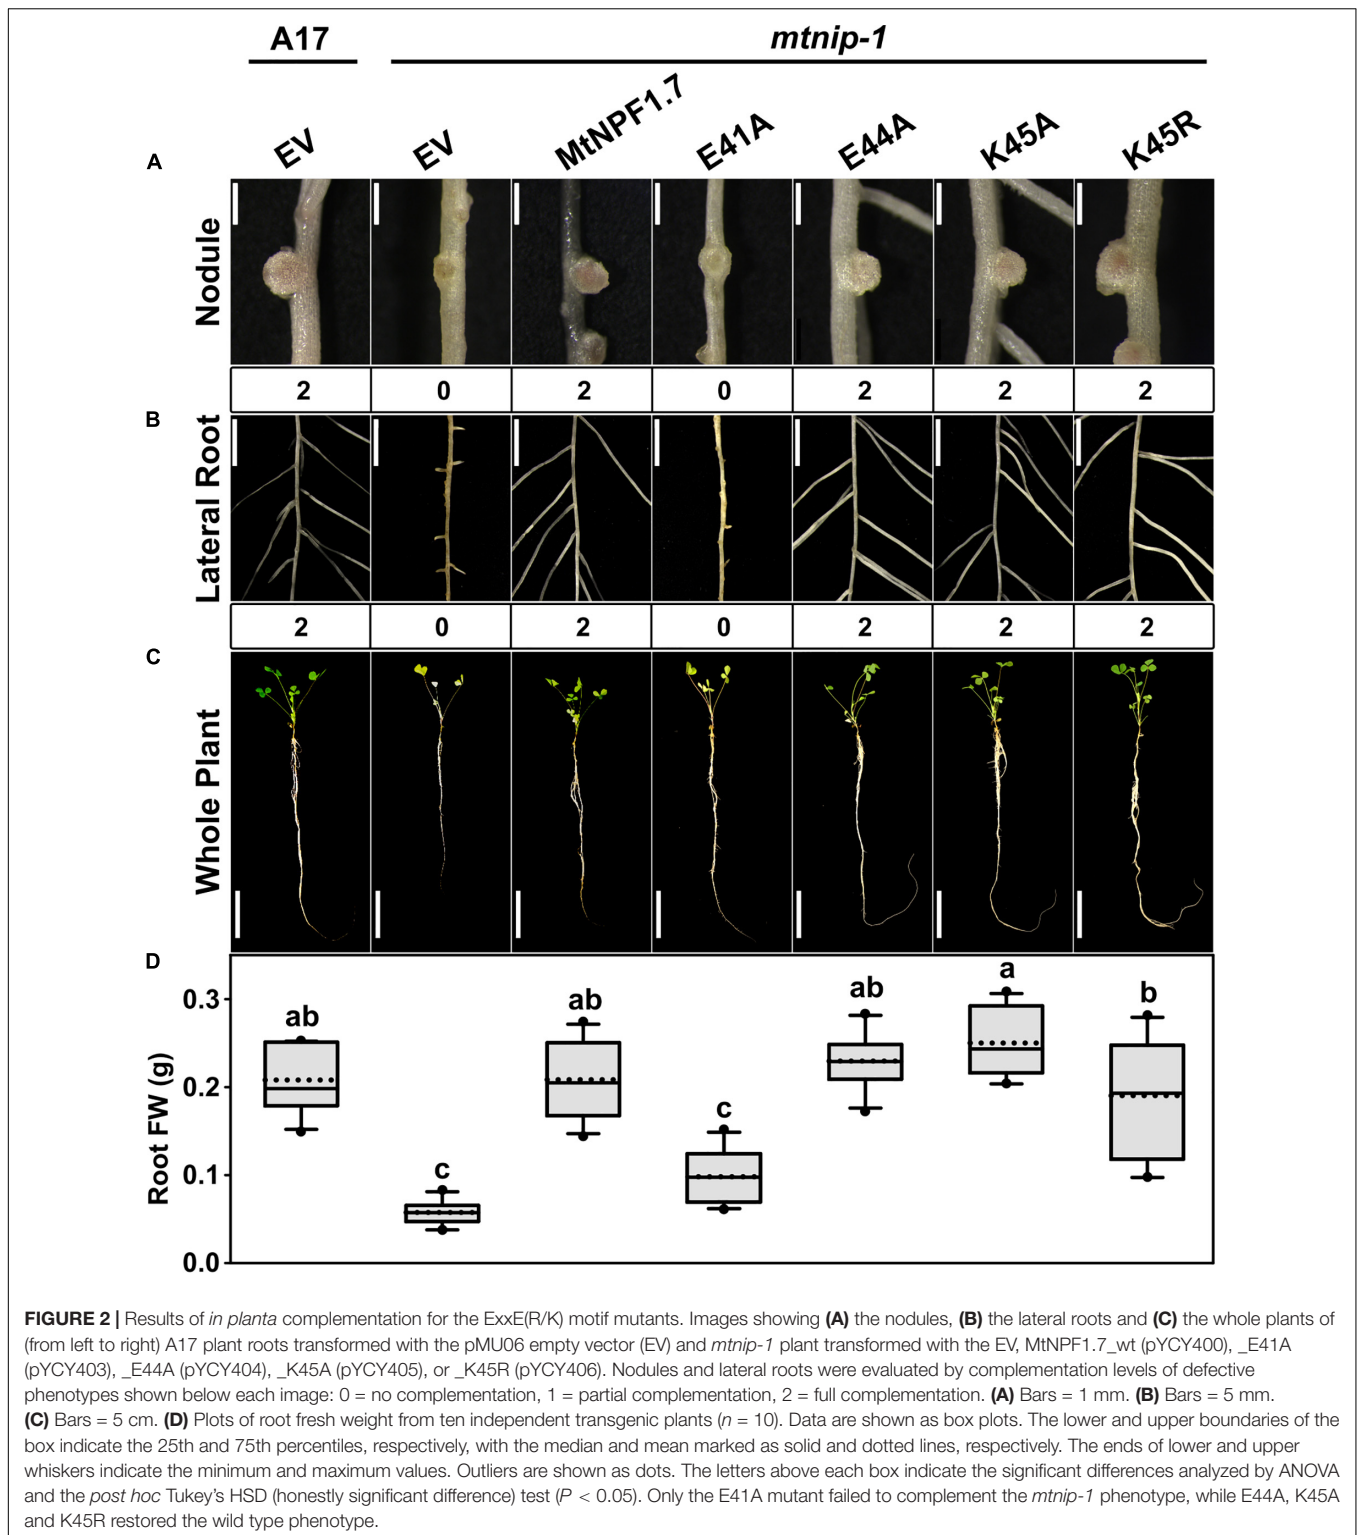 A17
mtnip-1
EV
EV
MtNPF1.7
E41A
E44A
K45A
K45R
A
Nodule
2 0 2 0 2 2 2
B
Lateral Root
2 0 2 0 2 2 2
C
Whole Plant
D
Root FW (g)
0.3
0.2
0.1
0.0
ab
c
ab
c
ab
a
b
FIGURE 2 | Results of in planta complementation for the ExxE(R/K) motif mutants. Images showing (A) the nodules, (B) the lateral roots and (C) the whole plants of
(from left to right) A17 plant roots transformed with the pMU06 empty vector (EV) and mtnip-1 plant transformed with the EV, MtNPF1.7_wt (pYCY400), _E41A
(pYCY403), _E44A (pYCY404), _K45A (pYCY405), or _K45R (pYCY406). Nodules and lateral roots were evaluated by complementation levels of defective
phenotypes shown below each image: 0 = no complementation, 1 = partial complementation, 2 = full complementation. (A) Bars = 1 mm. (B) Bars = 5 mm.
(C) Bars = 5 cm. (D) Plots of root fresh weight from ten independent transgenic plants (n = 10). Data are shown as box plots. The lower and upper boundaries of the
box indicate the 25th and 75th percentiles, respectively, with the median and mean marked as solid and dotted lines, respectively. The ends of lower and upper
whiskers indicate the minimum and maximum values. Outliers are shown as dots. The letters above each box indicate the significant differences analyzed by ANOVA
and the post hoc Tukey's HSD (honestly significant difference) test (P < 0.05). Only the E41A mutant failed to complement the mtnip-1 phenotype, while E44A, K45A
and K45R restored the wild type phenotype.